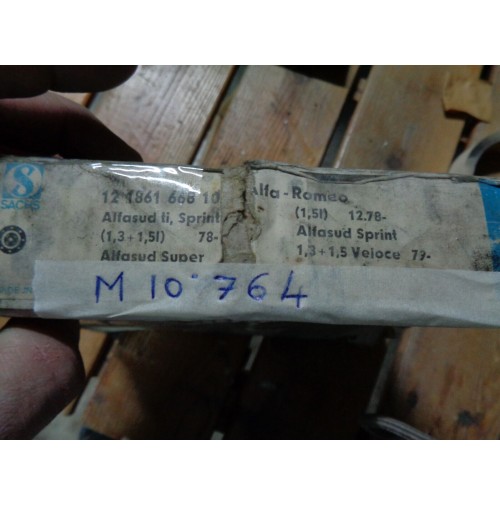 S
SACHS
12 1861 668 10
Alfasud ti, Sprint
(1,3+1,5l) 78-
Alfasud Super
Alfa-Romeo
(1,5l) 12.78-
Alfasud Sprint
1,3+1,5 Veloce 79-
M 10 764